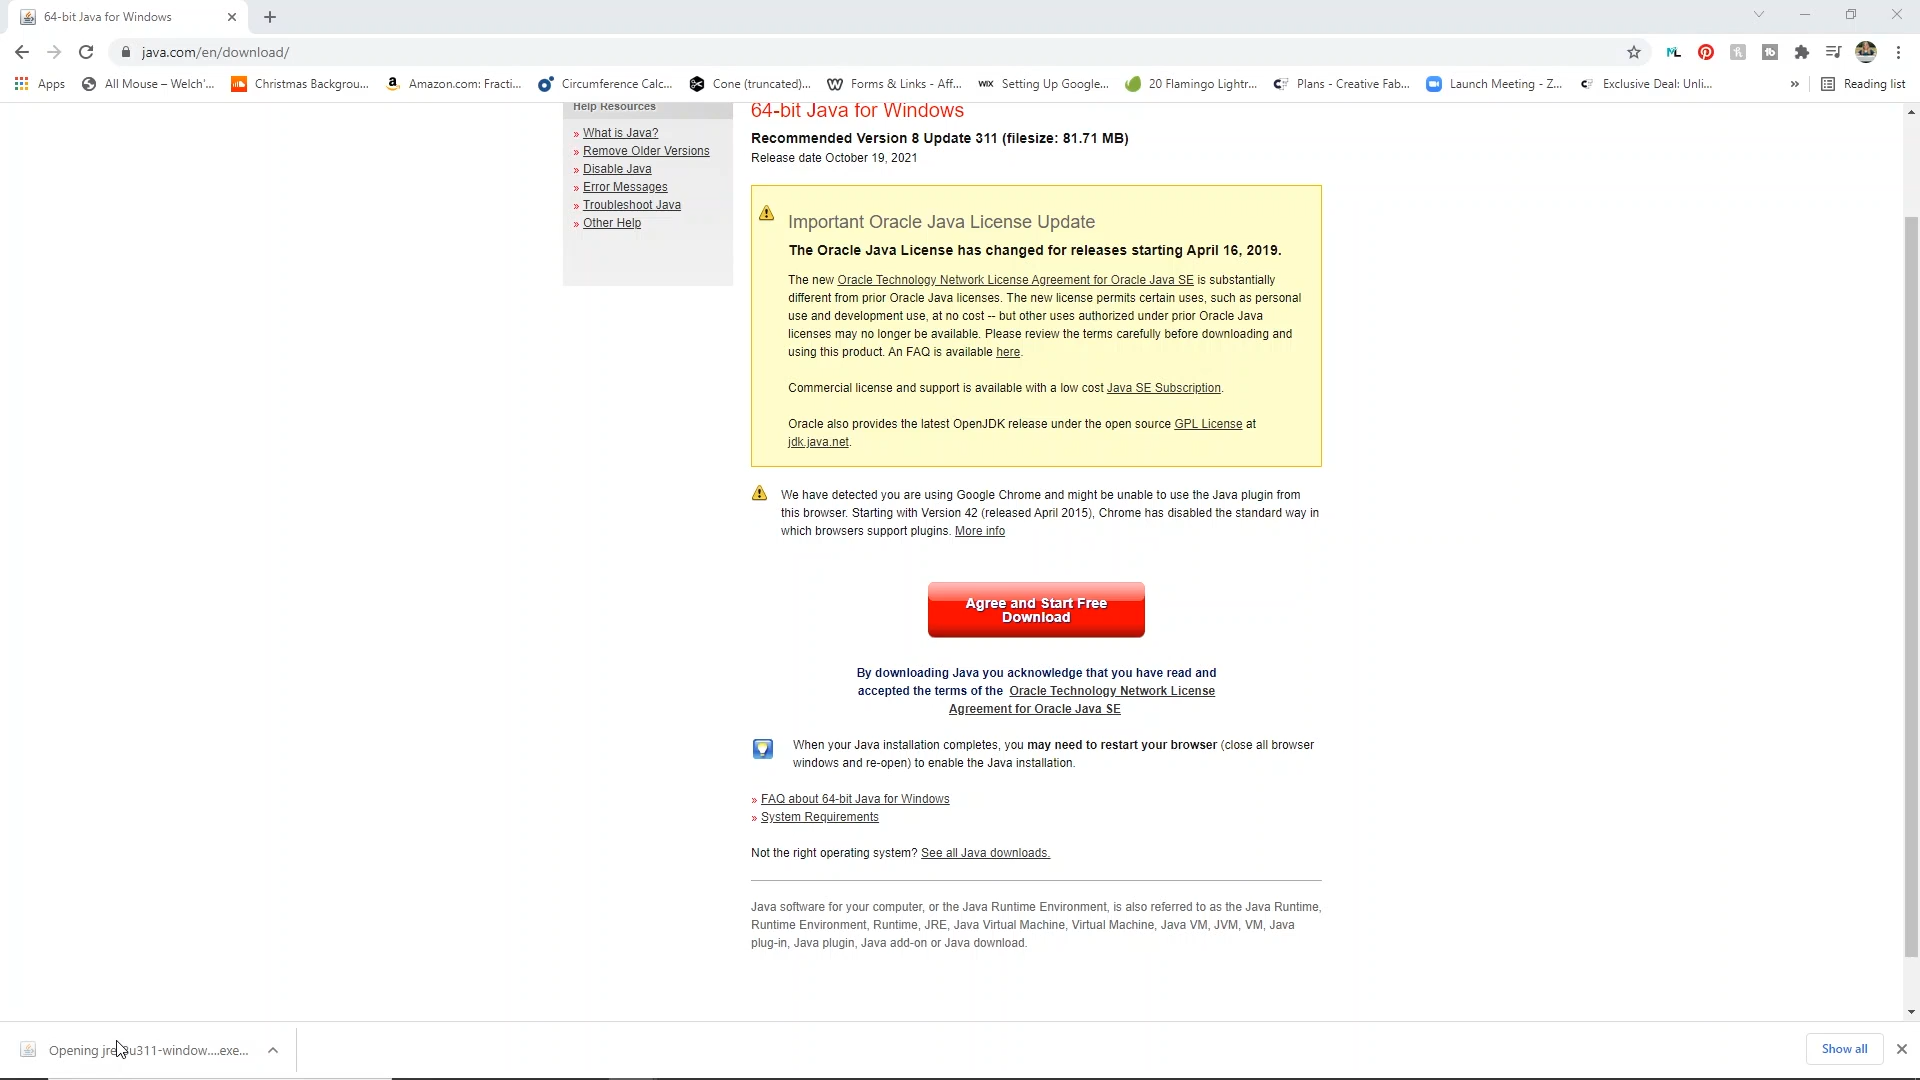 64-bit Java for Windows
java.com/en/download/
Apps
All Mouse – Welch'...
Christmas Backgrou...
Amazon.com: Fracti...
Circumference Calc...
Cone (truncated)...
Forms & Links - Aff...
WIX Setting Up Google...
20 Flamingo Lightr...
Plans - Creative Fab...
Launch Meeting - Z...
Exclusive Deal: Unli...
» Reading list
Help Resources
» What is Java?
» Remove Older Versions
» Disable Java
» Error Messages
» Troubleshoot Java
» Other Help
64-bit Java for Windows
Recommended Version 8 Update 311 (filesize: 81.71 MB)
Release date October 19, 2021
Important Oracle Java License Update
The Oracle Java License has changed for releases starting April 16, 2019.
The new Oracle Technology Network License Agreement for Oracle Java SE is substantially
different from prior Oracle Java licenses. The new license permits certain uses, such as personal
use and development use, at no cost -- but other uses authorized under prior Oracle Java
licenses may no longer be available. Please review the terms carefully before downloading and
using this product. An FAQ is available here.
Commercial license and support is available with a low cost Java SE Subscription.
Oracle also provides the latest OpenJDK release under the open source GPL License at
jdk.java.net.
We have detected you are using Google Chrome and might be unable to use the Java plugin from
this browser. Starting with Version 42 (released April 2015), Chrome has disabled the standard way in
which browsers support plugins. More info
Agree and Start Free
Download
By downloading Java you acknowledge that you have read and
accepted the terms of the Oracle Technology Network License
Agreement for Oracle Java SE
When your Java installation completes, you may need to restart your browser (close all browser
windows and re-open) to enable the Java installation.
» FAQ about 64-bit Java for Windows
» System Requirements
Not the right operating system? See all Java downloads.
Java software for your computer, or the Java Runtime Environment, is also referred to as the Java Runtime,
Runtime Environment, Runtime, JRE, Java Virtual Machine, Virtual Machine, Java VM, JVM, VM, Java
plug-in, Java plugin, Java add-on or Java download.
Opening
Show all